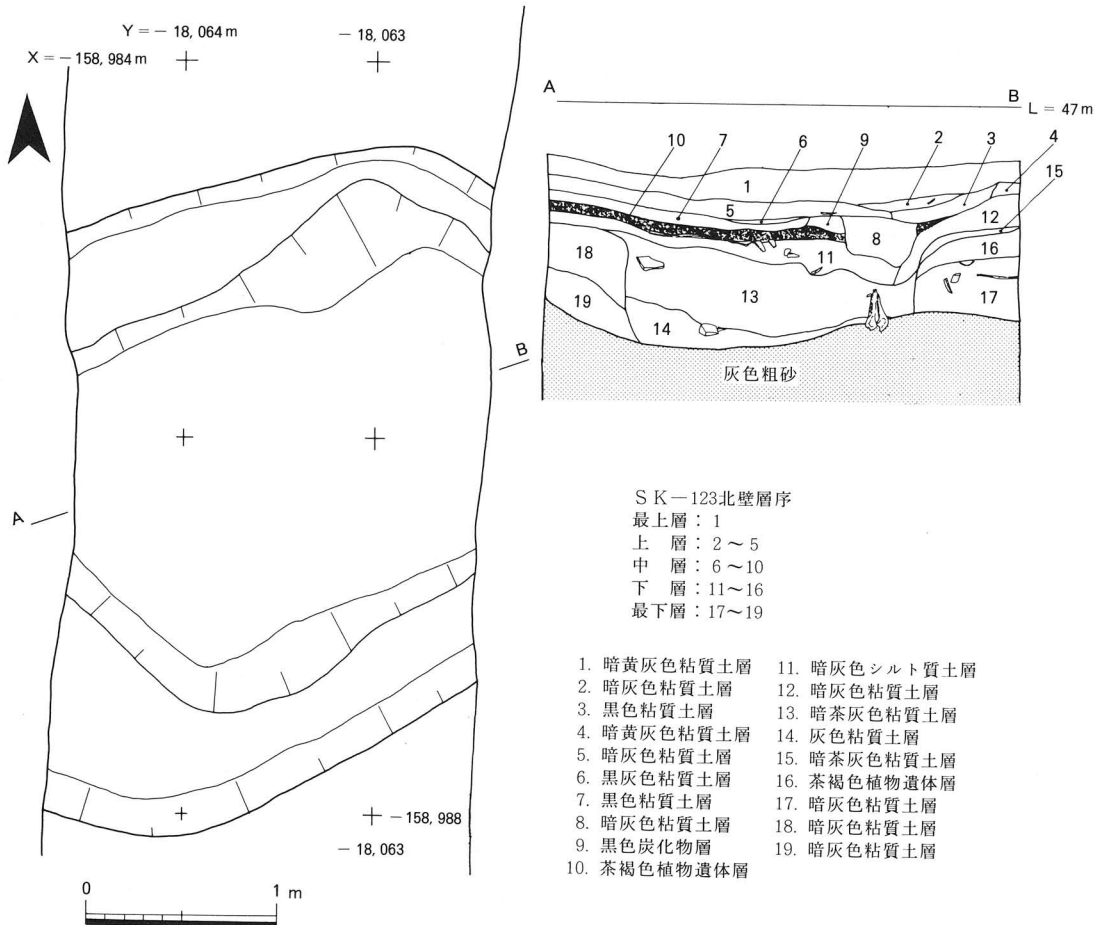 Y=－18,064m
－18,063
X=－158,984m
A
B
－158,988
－18,063
0
1 m
A
B
L = 47m
10
7
6
9
2
3
4
15
1
5
8
12
16
18
11
13
17
19
14
灰色粗砂
SK－123北壁層序
最上層：1
上　層：2～5
中　層：6～10
下　層：11～16
最下層：17～19
1. 暗黄灰色粘質土層
2. 暗灰色粘質土層
3. 黒色粘質土層
4. 暗黄灰色粘質土層
5. 暗灰色粘質土層
6. 黒灰色粘質土層
7. 黒色粘質土層
8. 暗灰色粘質土層
9. 黒色炭化物層
10. 茶褐色植物遺体層
11. 暗灰色シルト質土層
12. 暗灰色粘質土層
13. 暗茶灰色粘質土層
14. 灰色粘質土層
15. 暗茶灰色粘質土層
16. 茶褐色植物遺体層
17. 暗灰色粘質土層
18. 暗灰色粘質土層
19. 暗灰色粘質土層